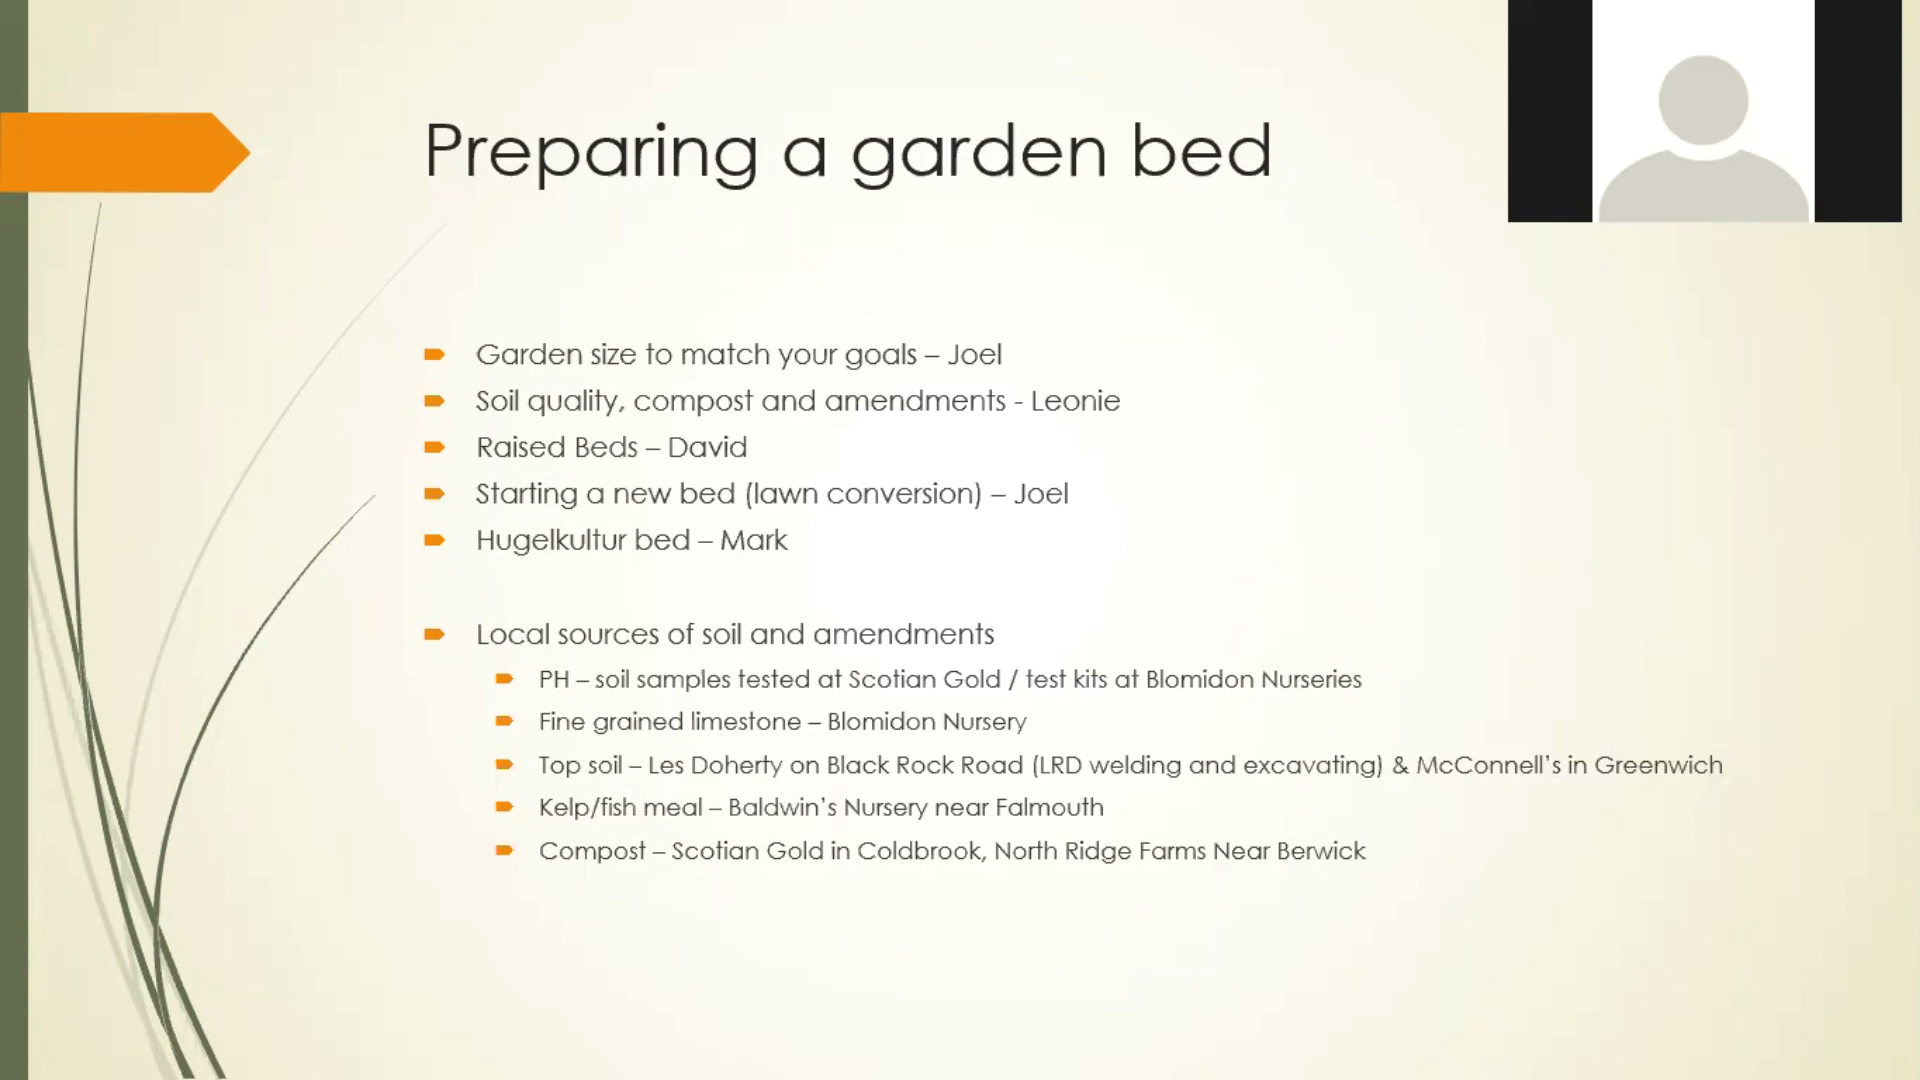 Preparing a garden bed
Garden size to match your goals – Joel
Soil quality, compost and amendments - Leonie
Raised Beds – David
Starting a new bed (lawn conversion) – Joel
Hugelkultur bed – Mark
Local sources of soil and amendments
PH – soil samples tested at Scotian Gold / test kits at Blomidon Nurseries
Fine grained limestone – Blomidon Nursery
Top soil – Les Doherty on Black Rock Road (LRD welding and excavating) & McConnell’s in Greenwich
Kelp/fish meal – Baldwin’s Nursery near Falmouth
Compost – Scotian Gold in Coldbrook, North Ridge Farms Near Berwick